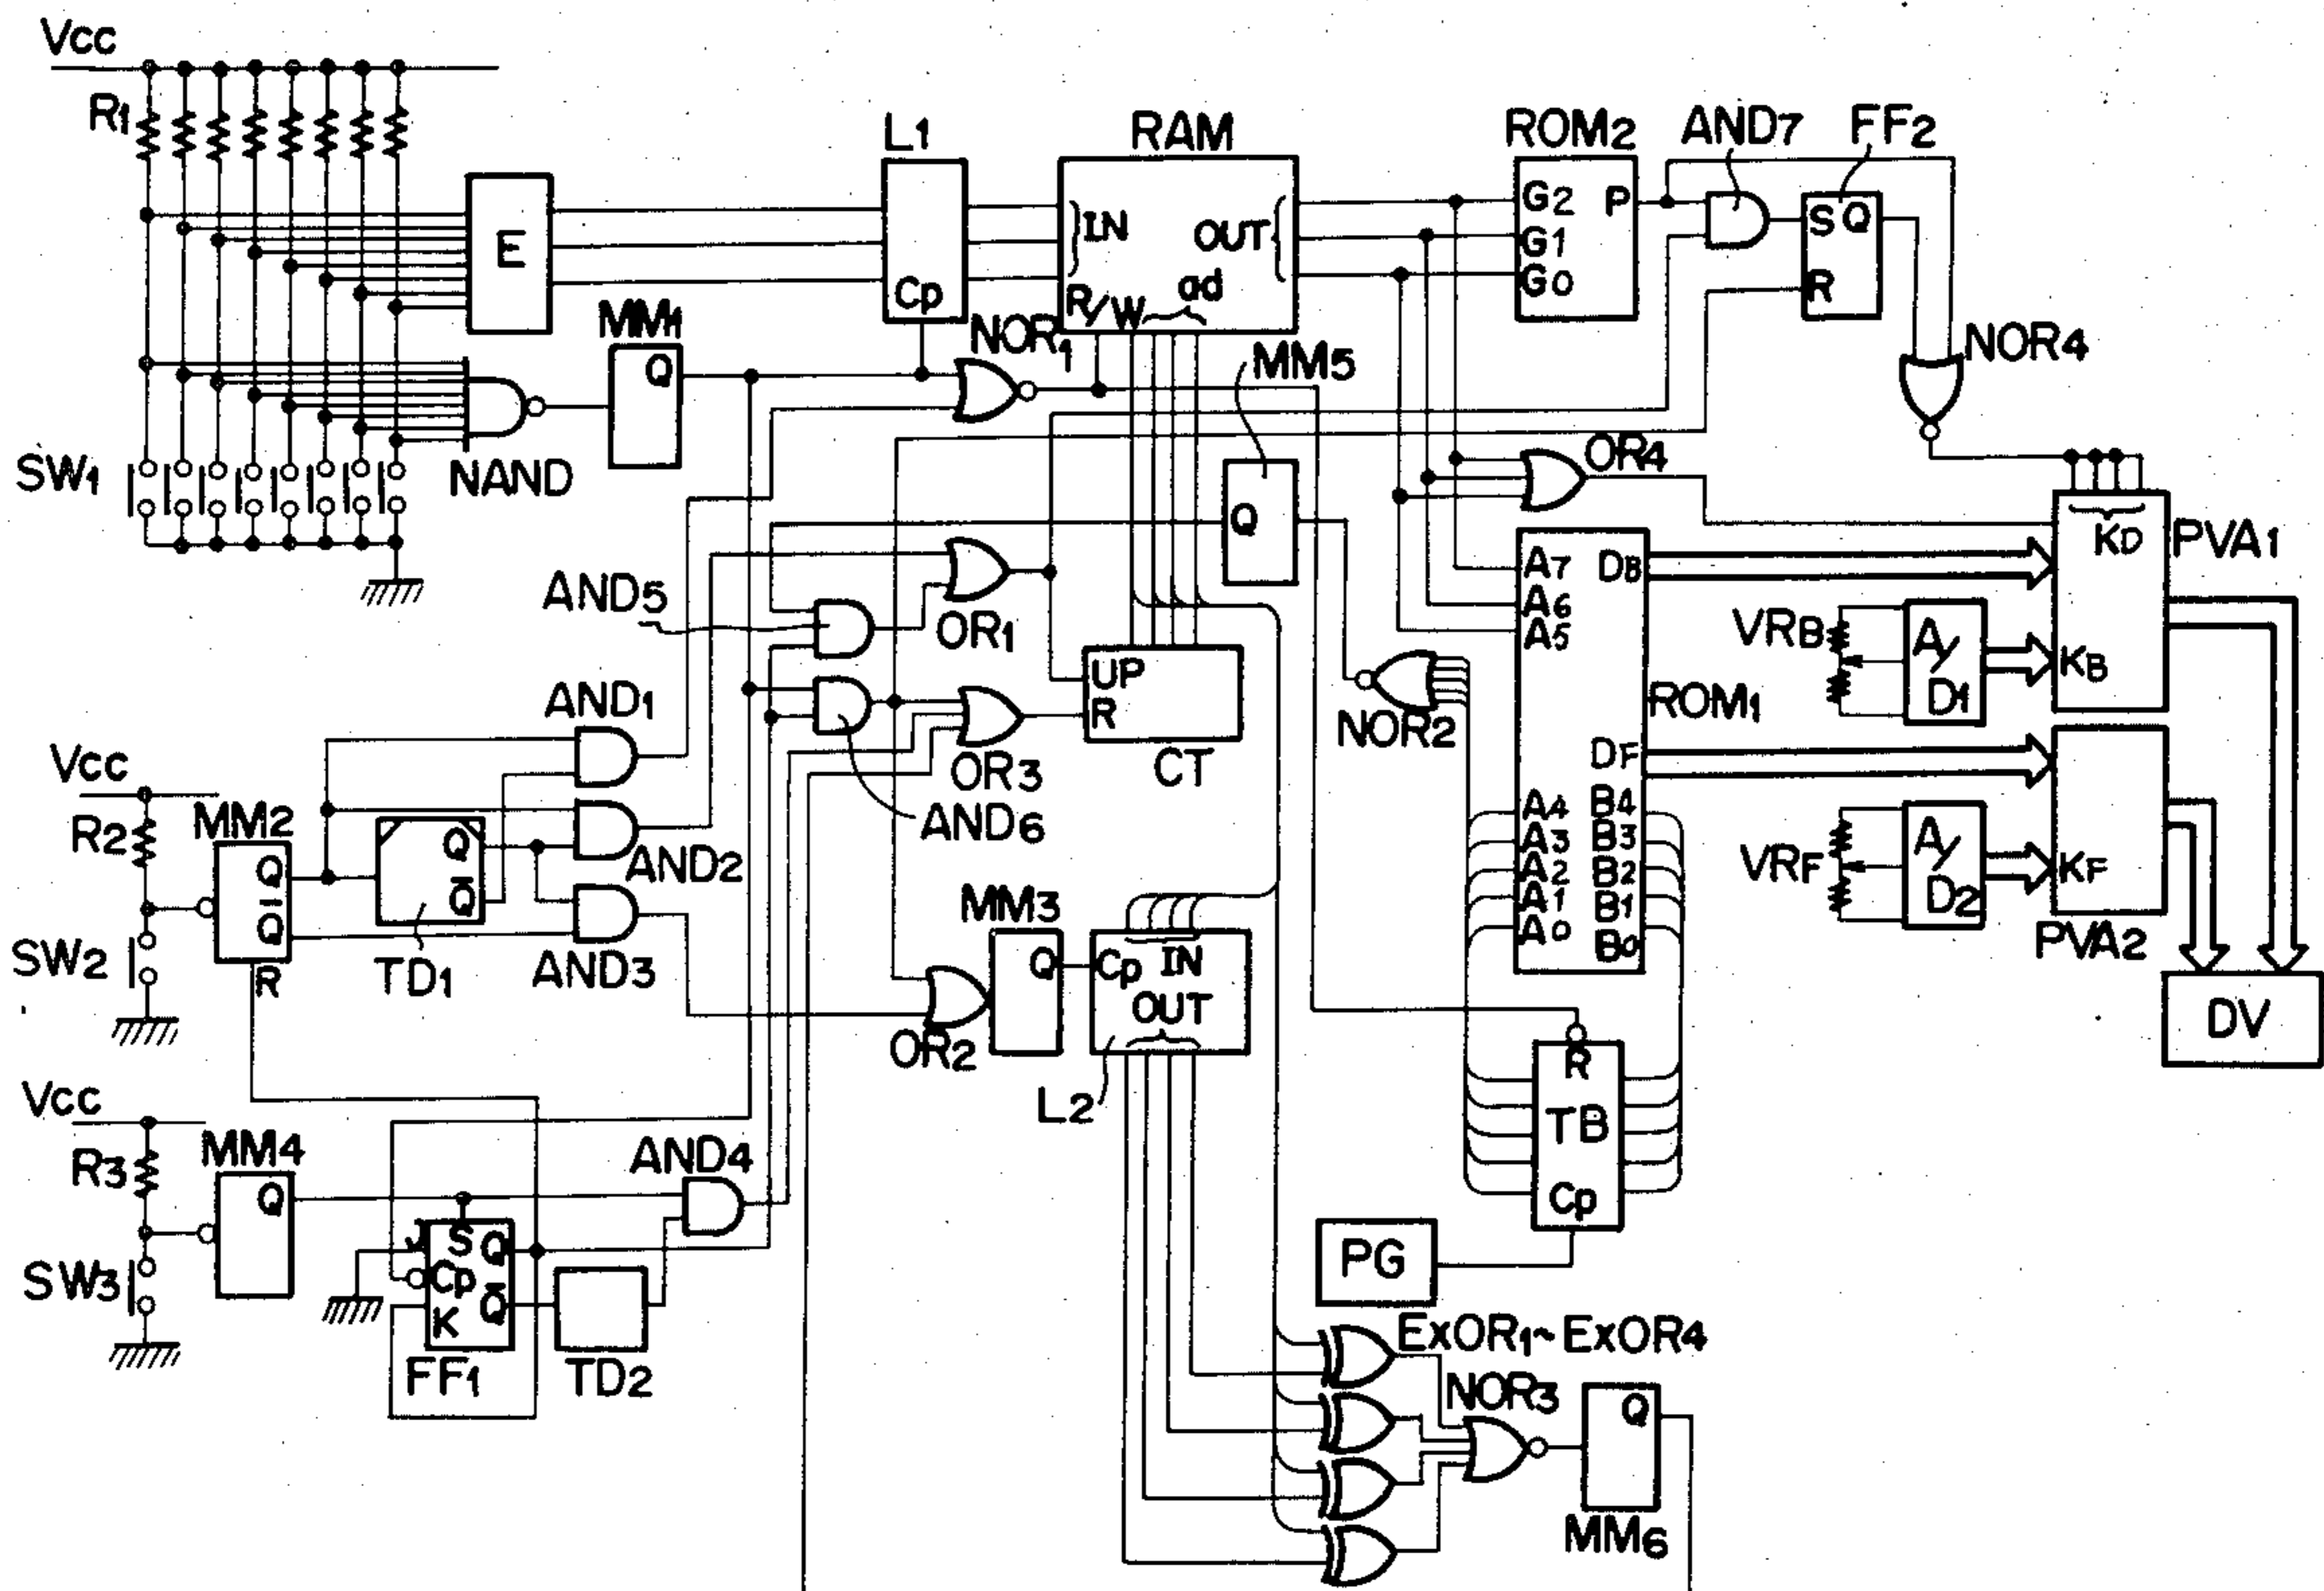 Vcc
R1
SW1
E
NAND
MM1
Q
L1
Cp
NOR1
RAM
IN
OUT
R/W
ad
ROM2
G2
G1
G0
P
AND7
FF2
S
Q
R
NOR4
MM5
Q
OR4
PVA1
KD
KB
VRB
A/D1
ROM1
A7
A6
A5
DB
DF
A4
A3
A2
A1
A0
B4
B3
B2
B1
B0
NOR2
VRF
A/D2
KF
PVA2
DV
AND5
OR1
UP
R
CT
AND1
OR3
AND6
AND2
AND3
Vcc
R2
MM2
Q
Q̅
R
SW2
Q
Q̅
TD1
MM3
Q
OR2
Cp
IN
OUT
L2
R
TB
Cp
PG
Vcc
R3
MM4
Q
SW3
AND4
J
S
Q
Cp
K
Q̅
FF1
TD2
ExOR1~ExOR4
NOR3
Q
MM6